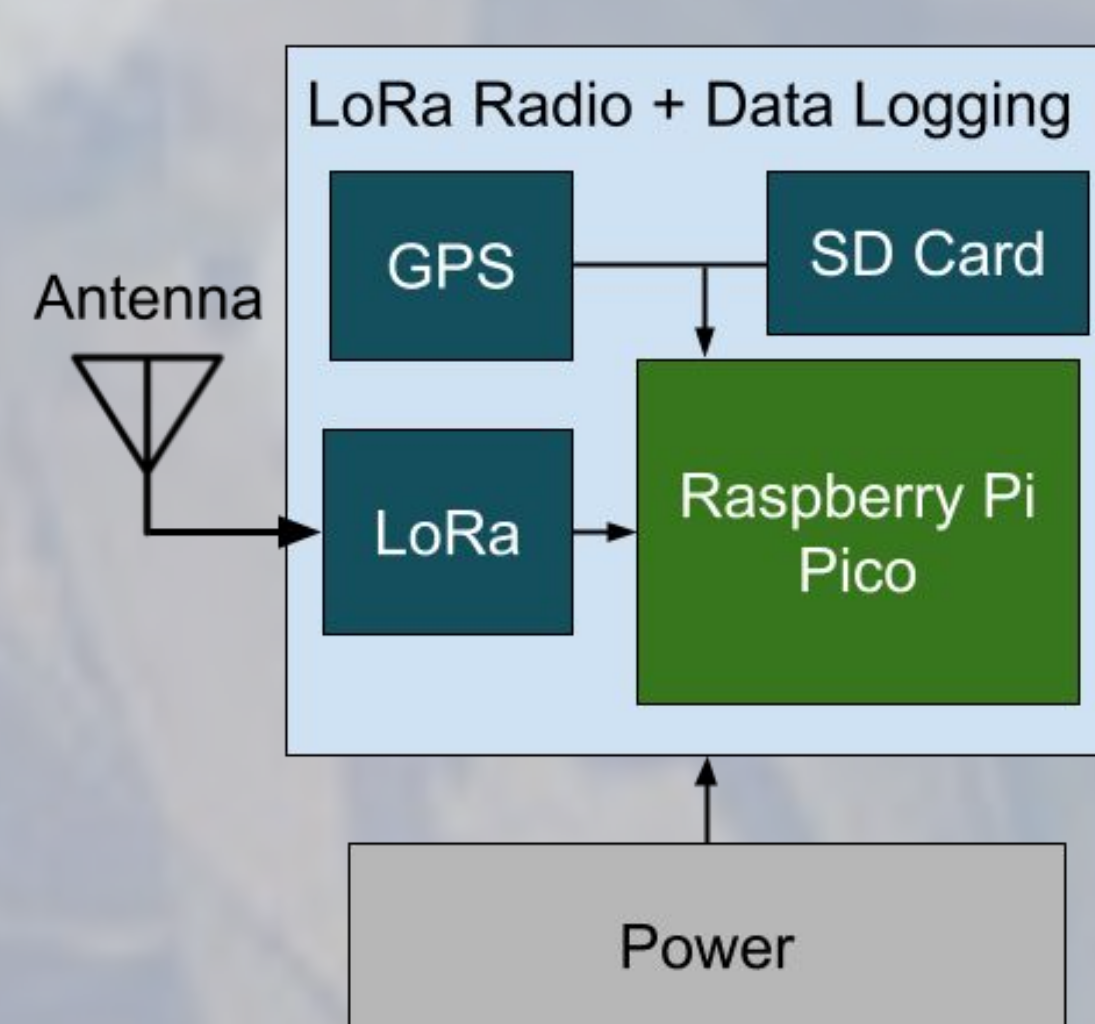 LoRa Radio + Data Logging
GPS
SD Card
Antenna
LoRa
Raspberry Pi
Pico
Power